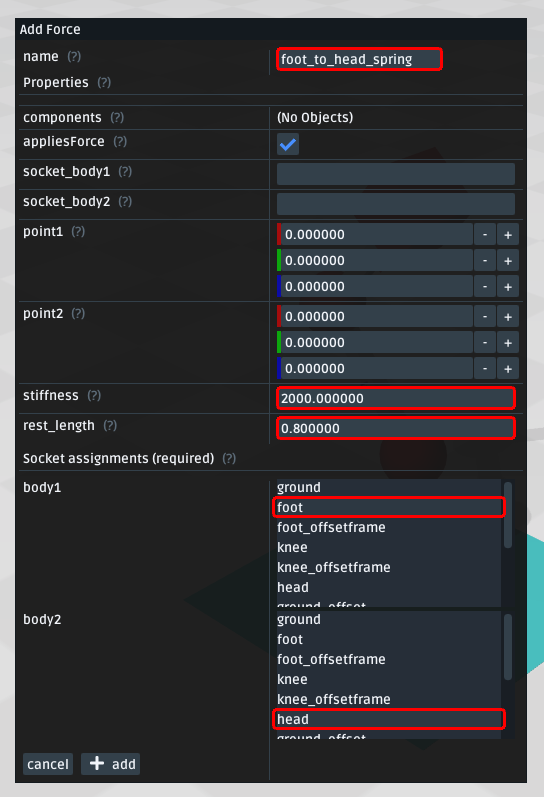 Add Force
name (?) foot_to_head_spring
Properties (?)
components (?) (No Objects)
appliesForce (?)
socket_body1 (?)
socket_body2 (?)
point1 (?) 0.000000 - +
0.000000 - +
0.000000 - +
point2 (?) 0.000000 - +
0.000000 - +
0.000000 - +
stiffness (?) 2000.000000
rest_length (?) 0.800000
Socket assignments (required) (?)
body1 ground
foot
foot_offsetframe
knee
knee_offsetframe
head
ground_offset
body2 ground
foot
foot_offsetframe
knee
knee_offsetframe
head
ground_offset
cancel + add